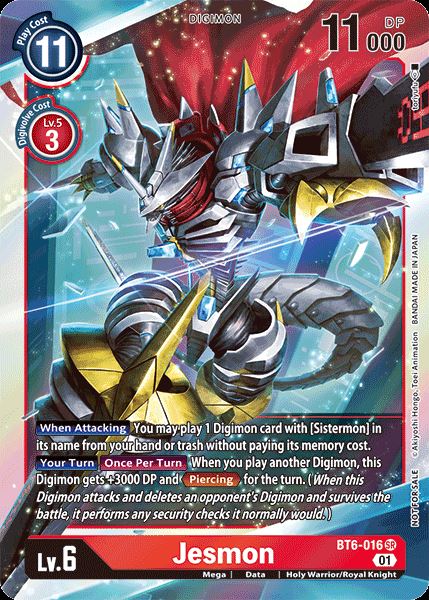 Play Cost
11
DIGIMON
11000
DP
Digivolve Cost
Lv.5
3
toriyufu
© Akiyoshi Hongo, Toei Animation BANDAI MADE IN JAPAN
NOT FOR SALE
When Attacking You may play 1 Digimon card with [Sistermon] in
its name from your hand or trash without paying its memory cost.
Your Turn Once Per Turn When you play another Digimon, this
Digimon gets +3000 DP and Piercing for the turn. (When this
Digimon attacks and deletes an opponent's Digimon and survives the
battle, it performs any security checks it normally would.)
Lv.6
Jesmon
BT6-016 SR
01
Mega | Data | Holy Warrior/Royal Knight